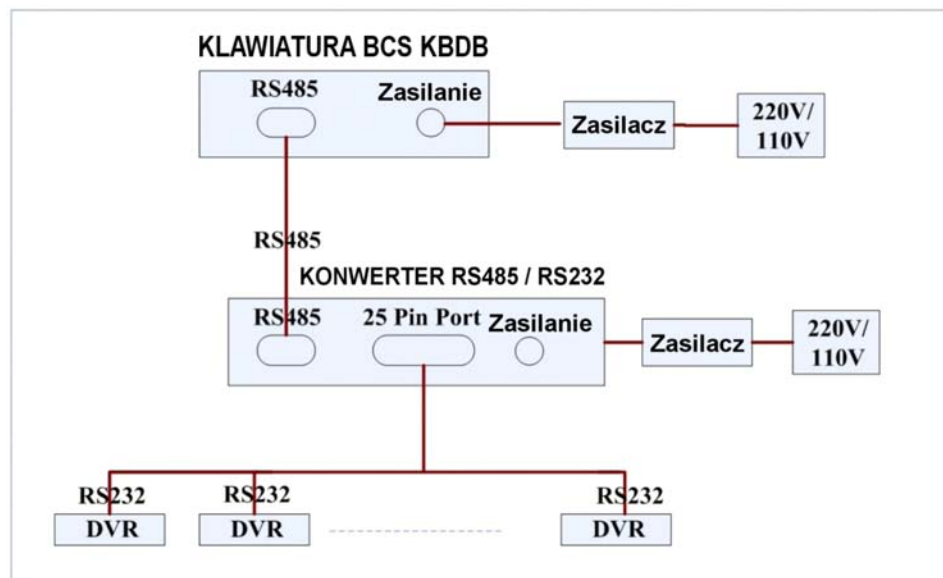 KLAWIATURA BCS KBDB
RS485
Zasilanie
Zasilacz
220V/
110V
RS485
KONWERTER RS485 / RS232
RS485
25 Pin Port
Zasilanie
Zasilacz
220V/
110V
RS232
RS232
RS232
DVR
DVR
DVR